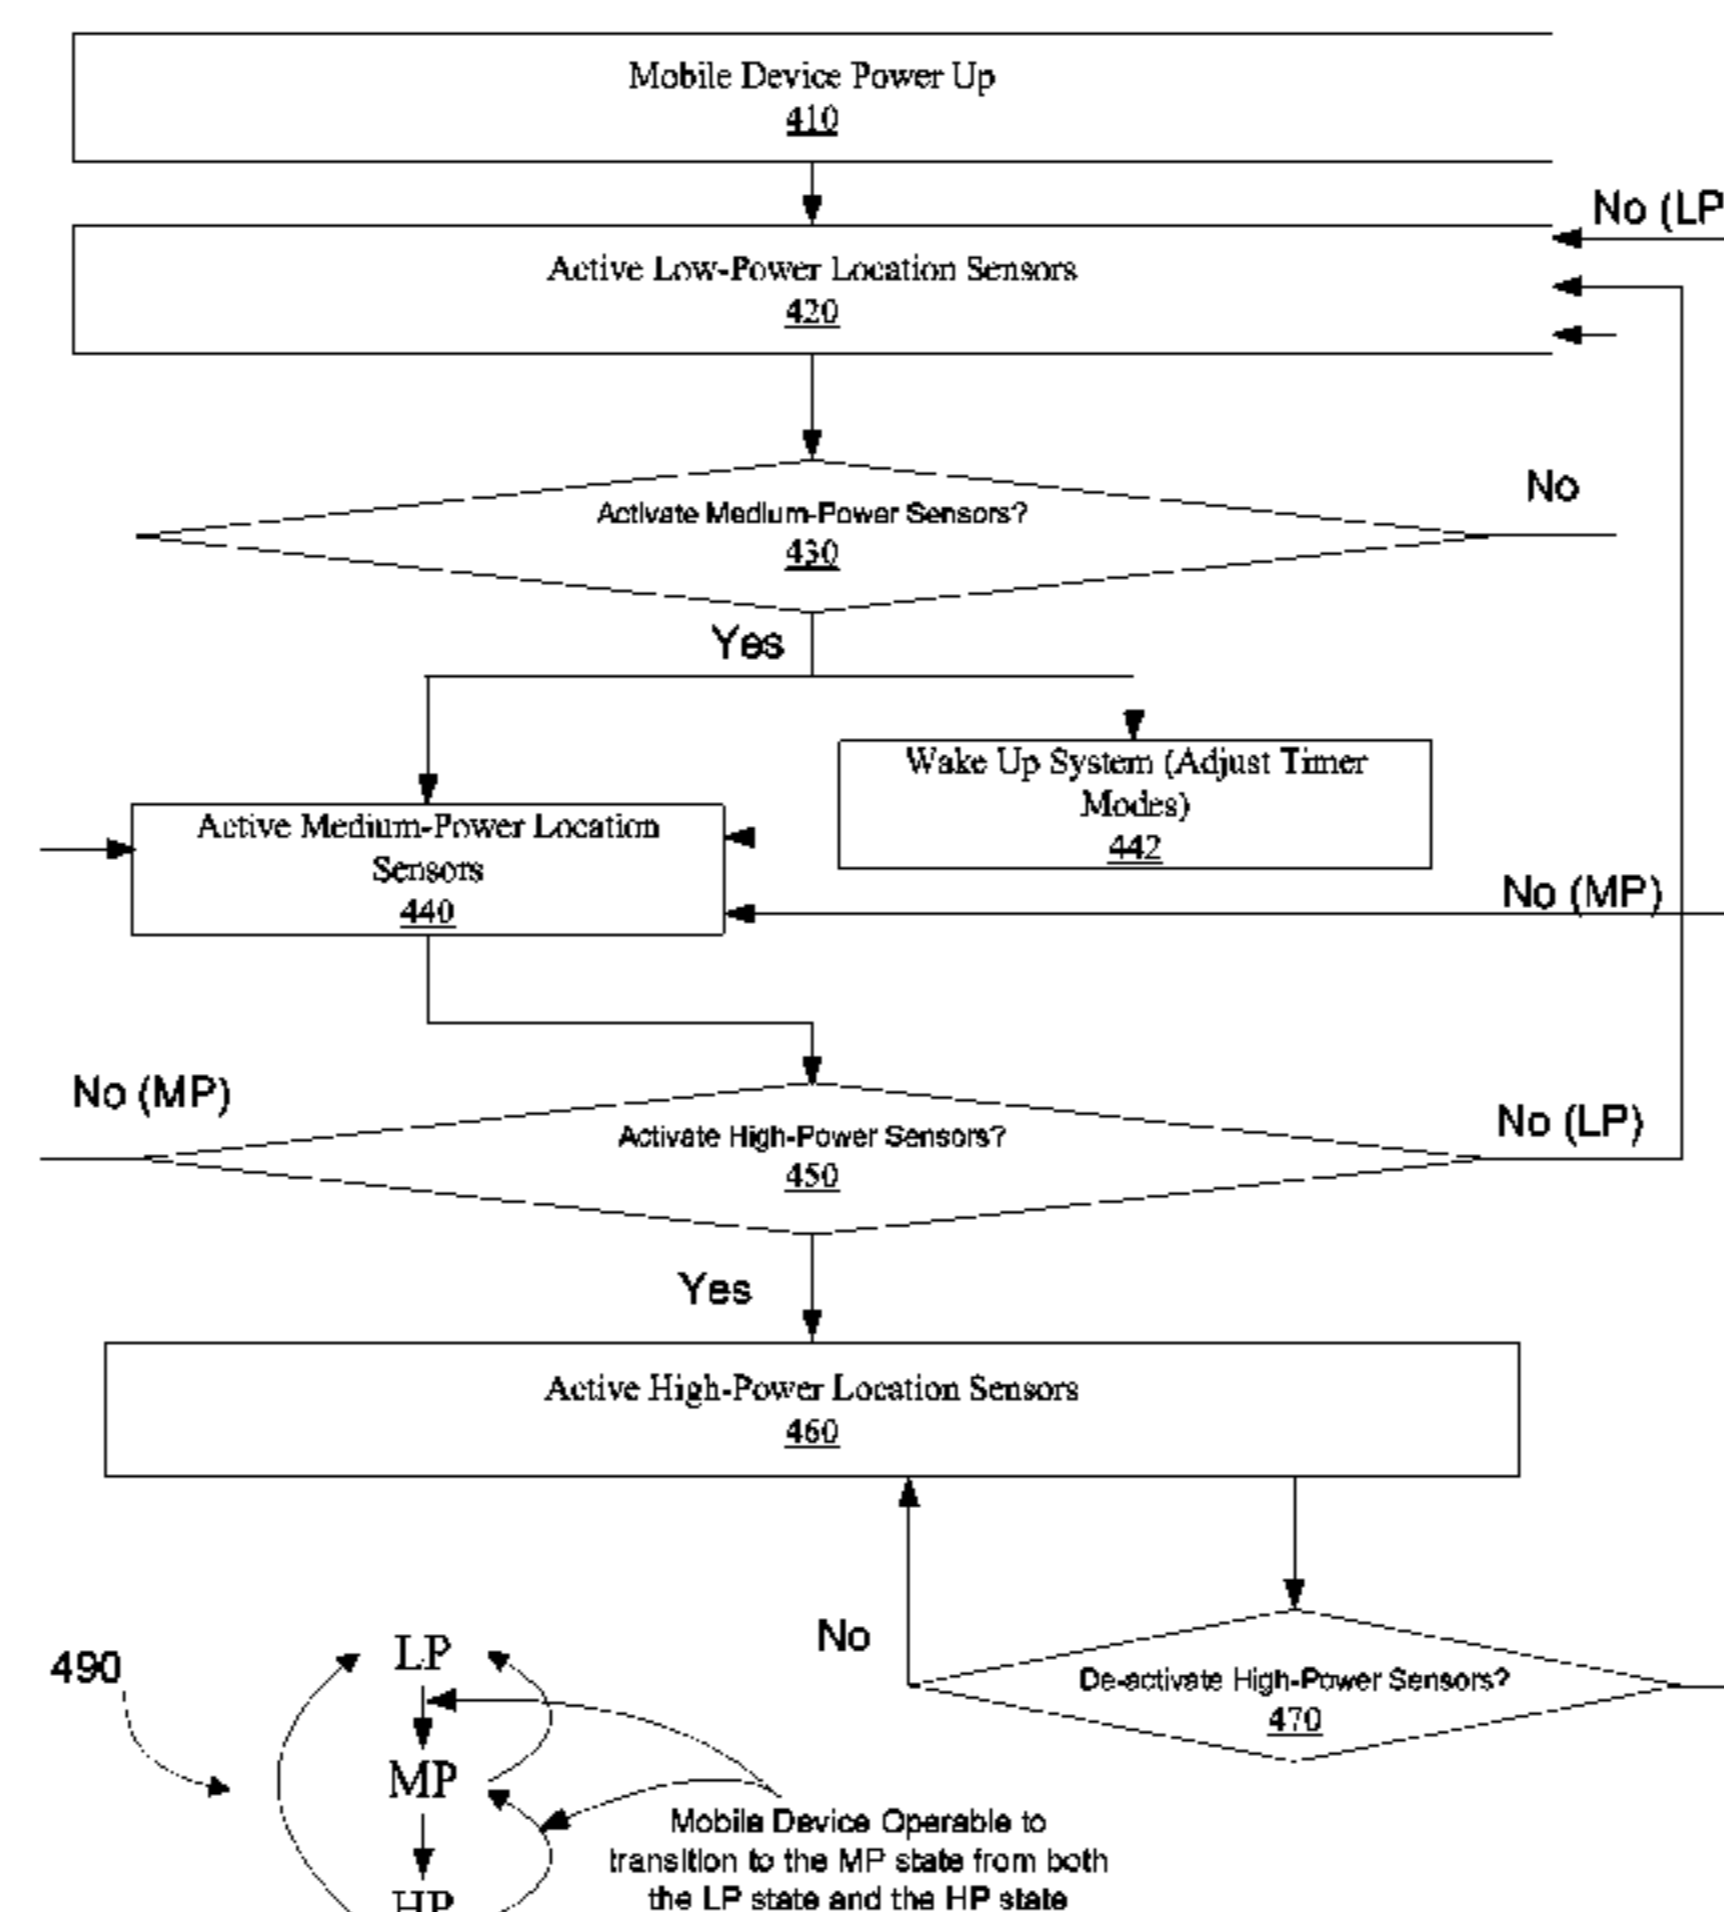 Mobile Device Power Up
410
No (LP
Active Low-Power Location Sensors
420
No
Activate Medium-Power Sensors?
430
Yes
Wake Up System (Adjust Timer
Modes)
442
Active Medium-Power Location
Sensors
440
No (MP)
No (MP)
No (LP)
Activate High-Power Sensors?
450
Yes
Active High-Power Location Sensors
460
No
De-activate High-Power Sensors?
470
490
LP
MP
HP
Mobile Device Operable to
transition to the MP state from both
the LP state and the HP state